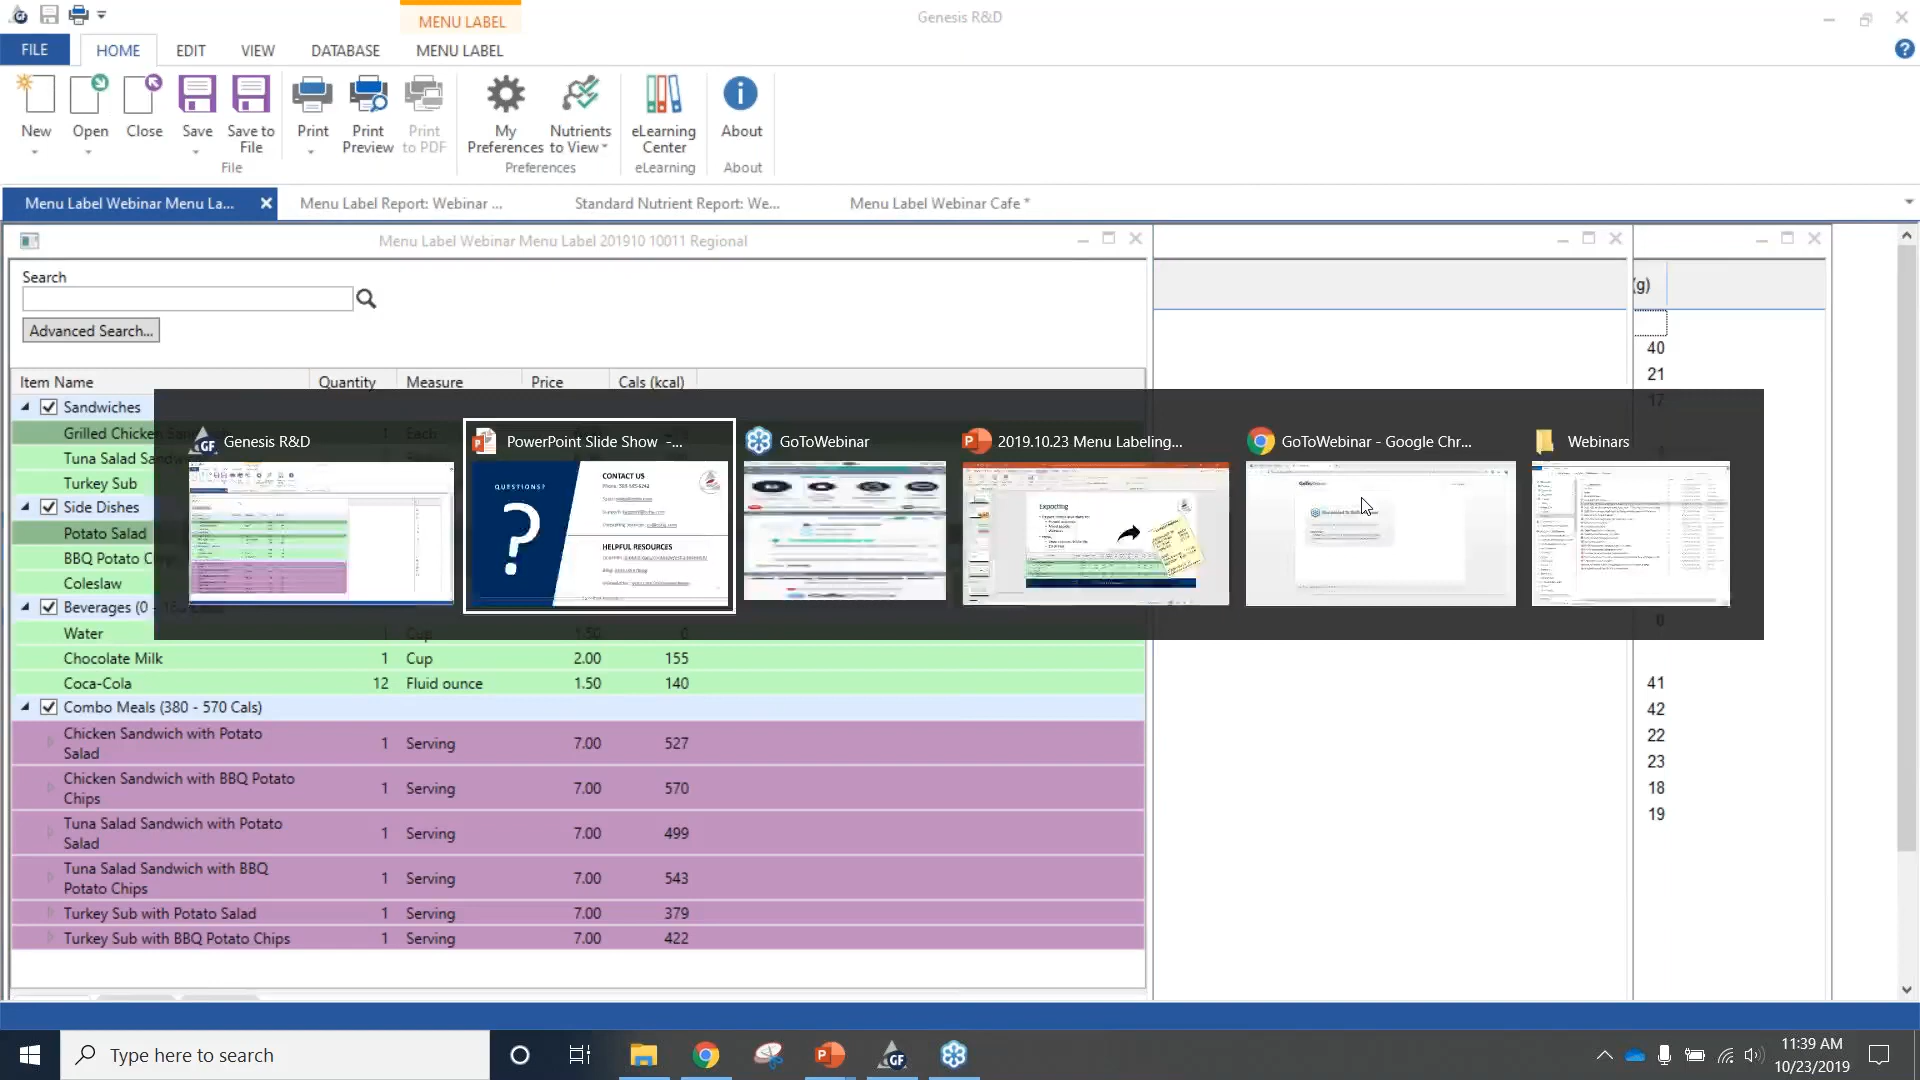 MENU LABEL
Genesis R&D
FILE HOME EDIT VIEW DATABASE MENU LABEL
New Open Close Save Save to File Print Print Preview Print to PDF My Preferences Nutrients to View eLearning Center About
File Preferences eLearning About
Menu Label Webinar Menu La... Menu Label Report: Webinar ... Standard Nutrient Report: We... Menu Label Webinar Cafe *
Menu Label Webinar Menu Label 201910 10011 Regional
Search
Advanced Search...
(g)
40
21
17
Item Name Quantity Measure Price Cals (kcal)
Sandwiches
Grilled Chicken
Tuna Salad
Turkey Sub
Side Dishes
Potato Salad
BBQ Potato
Coleslaw
Beverages (0 -
Genesis R&D
PowerPoint Slide Show -...
GoToWebinar
2019.10.23 Menu Labeling...
GoToWebinar - Google Chr...
Webinars
QUESTIONS?
?
CONTACT US
HELPFUL RESOURCES
Exporting
Water 1 Cup 1.50 0
Chocolate Milk 1 Cup 2.00 155
Coca-Cola 12 Fluid ounce 1.50 140
Combo Meals (380 - 570 Cals)
Chicken Sandwich with Potato
Salad 1 Serving 7.00 527
Chicken Sandwich with BBQ Potato
Chips 1 Serving 7.00 570
Tuna Salad Sandwich with Potato
Salad 1 Serving 7.00 499
Tuna Salad Sandwich with BBQ
Potato Chips 1 Serving 7.00 543
Turkey Sub with Potato Salad 1 Serving 7.00 379
Turkey Sub with BBQ Potato Chips 1 Serving 7.00 422
0
41
42
22
23
18
19
Type here to search
GF
11:39 AM
10/23/2019